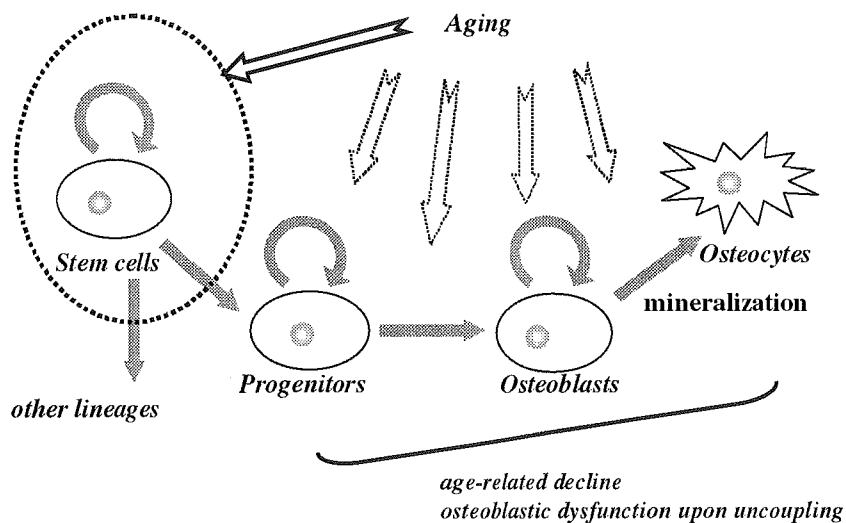 Aging
Stem cells
Osteocytes
mineralization
Progenitors
Osteoblasts
other lineages
age-related decline
osteoblastic dysfunction upon uncoupling